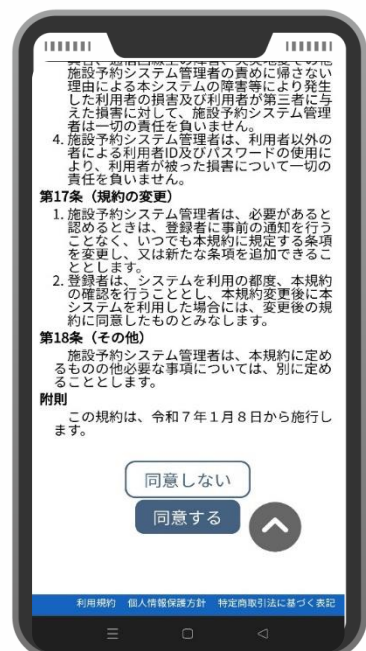 施設予約システム管理者の責めに帰さない
理由による本システムの障害等により発生
した利用者の損害及び利用者が第三者に与
えた損害に対して、施設予約システム管理
者は一切の責任を負いません。
4. 施設予約システム管理者は、利用者以外の
者による利用者ID及びパスワードの使用に
より、利用者が被った損害について一切の
責任を負いません。
第17条（規約の変更）
1. 施設予約システム管理者は、必要があると
認めるときは、登録者に事前の通知を行う
ことなく、いつでも本規約に規定する条項
を変更し、又は新たな条項を追加できるこ
ととします。
2. 登録者は、システムを利用の都度、本規約
の確認を行うこととし、本規約変更後に本
システムを利用した場合には、変更後の規
約に同意したものとみなします。
第18条（その他）
施設予約システム管理者は、本規約に定め
るものの他必要な事項については、別に定め
ることとします。
附則
この規約は、令和７年１月８日から施行し
ます。
同意しない
同意する
利用規約 個人情報保護方針 特定商取引法に基づく表記